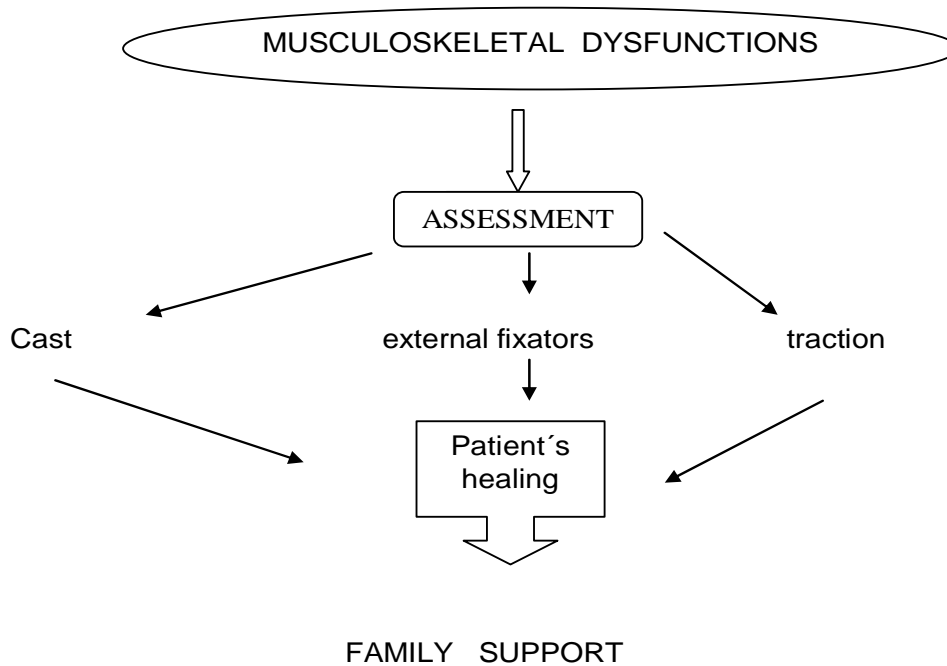 MUSCULOSKELETAL DYSFUNCTIONS
ASSESSMENT
Cast
external fixators
traction
Patient´s
healing
FAMILY SUPPORT